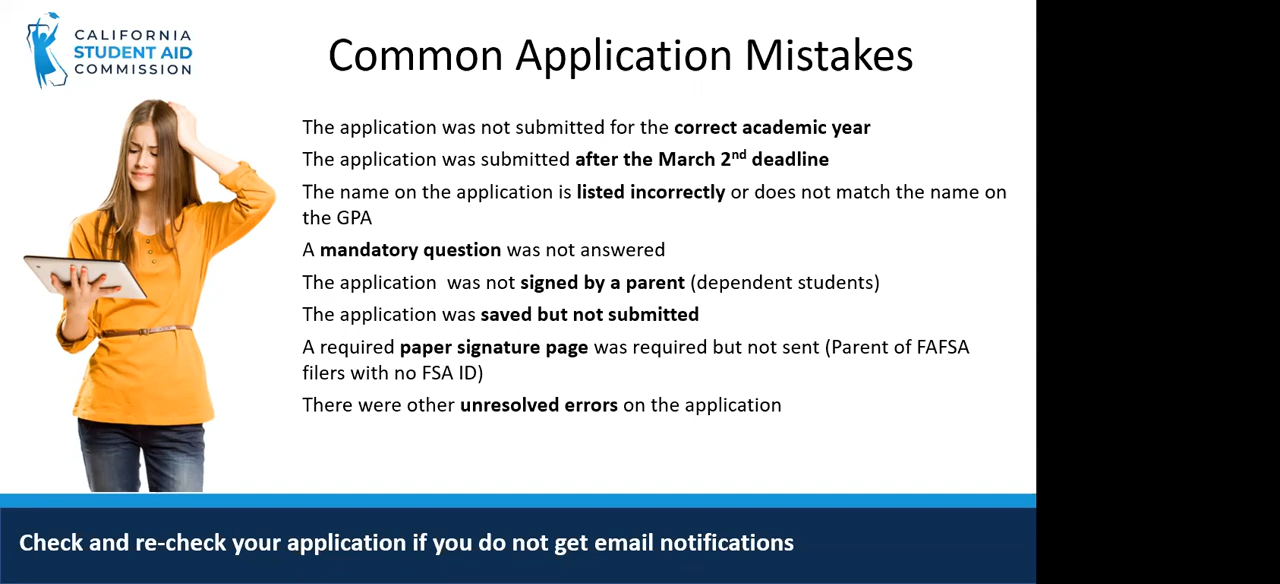 CALIFORNIA
STUDENT AID
COMMISSION
Common Application Mistakes
The application was not submitted for the correct academic year
The application was submitted after the March 2nd deadline
The name on the application is listed incorrectly or does not match the name on
the GPA
A mandatory question was not answered
The application  was not signed by a parent (dependent students)
The application was saved but not submitted
A required paper signature page was required but not sent (Parent of FAFSA
filers with no FSA ID)
There were other unresolved errors on the application
Check and re-check your application if you do not get email notifications